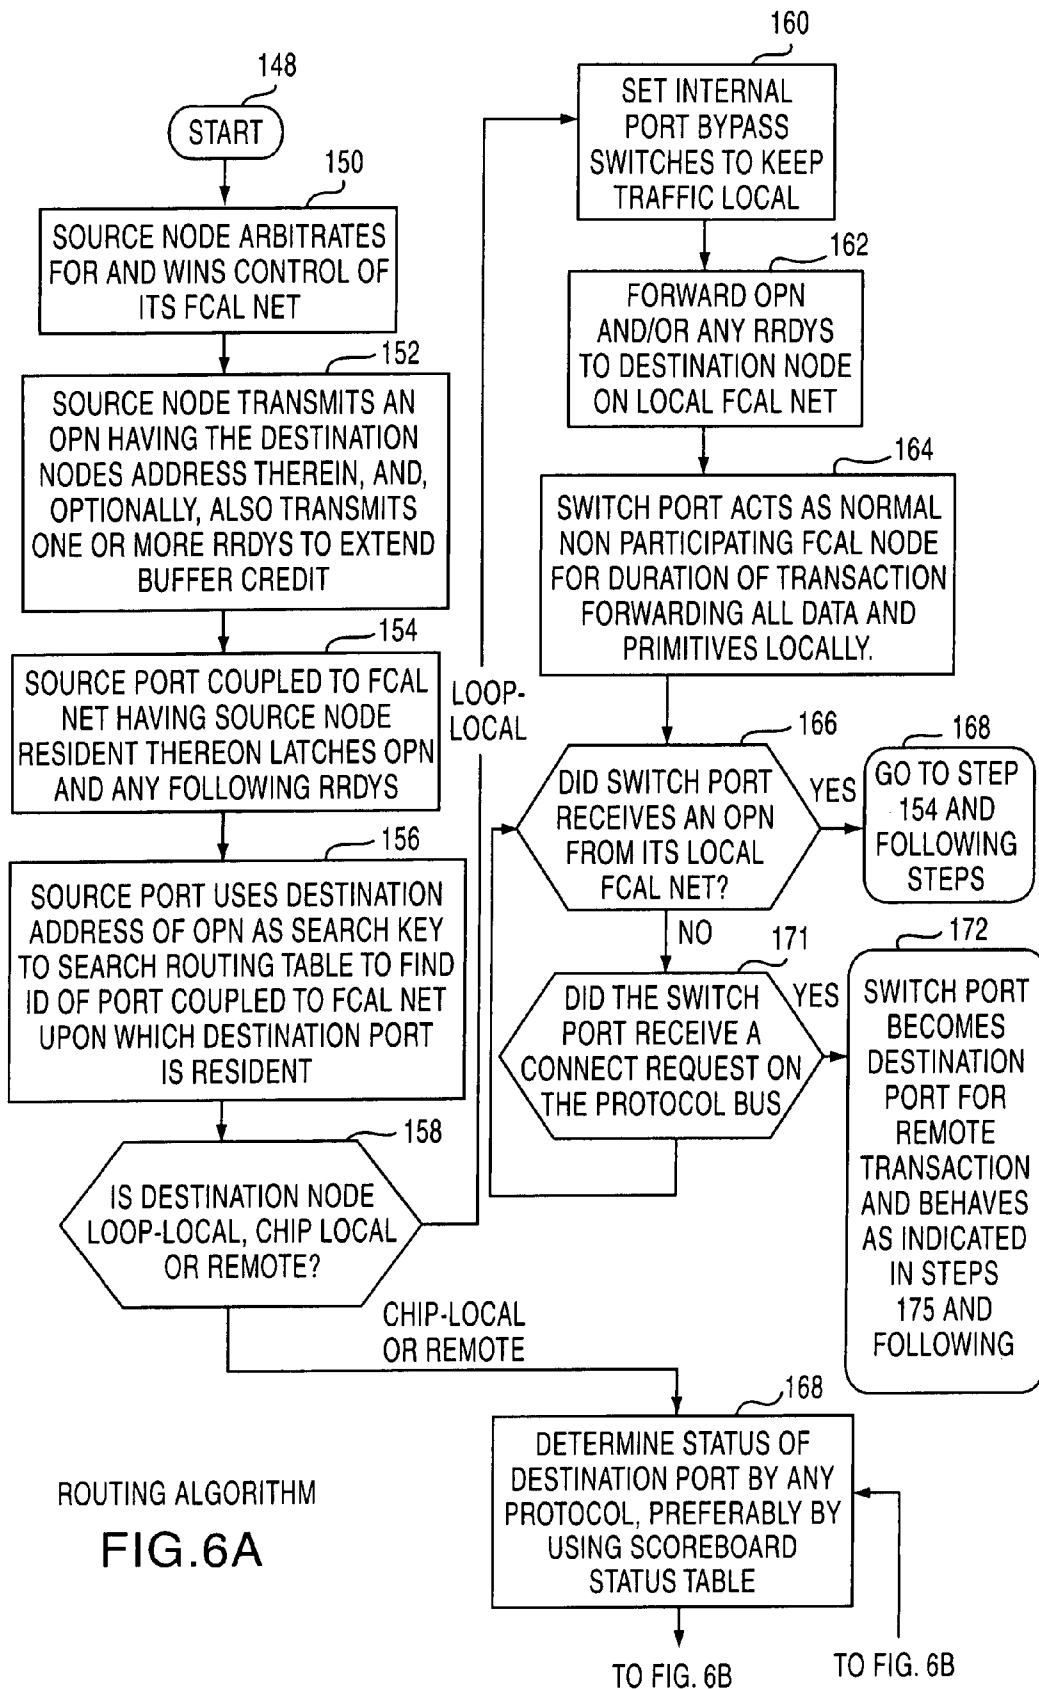 148
START
150
SOURCE NODE ARBITRATES
FOR AND WINS CONTROL OF
ITS FCAL NET
152
SOURCE NODE TRANSMITS AN
OPN HAVING THE DESTINATION
NODES ADDRESS THEREIN, AND,
OPTIONALLY, ALSO TRANSMITS
ONE OR MORE RRDYS TO EXTEND
BUFFER CREDIT
154
SOURCE PORT COUPLED TO FCAL
NET HAVING SOURCE NODE
RESIDENT THEREON LATCHES OPN
AND ANY FOLLOWING RRDYS
156
SOURCE PORT USES DESTINATION
ADDRESS OF OPN AS SEARCH KEY
TO SEARCH ROUTING TABLE TO FIND
ID OF PORT COUPLED TO FCAL NET
UPON WHICH DESTINATION PORT
IS RESIDENT
158
IS DESTINATION NODE
LOOP-LOCAL, CHIP LOCAL
OR REMOTE?
LOOP-
LOCAL
160
SET INTERNAL
PORT BYPASS
SWITCHES TO KEEP
TRAFFIC LOCAL
162
FORWARD OPN
AND/OR ANY RRDYS
TO DESTINATION NODE
ON LOCAL FCAL NET
164
SWITCH PORT ACTS AS NORMAL
NON PARTICIPATING FCAL NODE
FOR DURATION OF TRANSACTION
FORWARDING ALL DATA AND
PRIMITIVES LOCALLY.
166
DID SWITCH PORT
RECEIVES AN OPN
FROM ITS LOCAL
FCAL NET?
YES
168
GO TO STEP
154 AND
FOLLOWING
STEPS
NO
171
DID THE SWITCH
PORT RECEIVE A
CONNECT REQUEST ON
THE PROTOCOL BUS
YES
172
SWITCH PORT
BECOMES
DESTINATION
PORT FOR
REMOTE
TRANSACTION
AND BEHAVES
AS INDICATED
IN STEPS
175 AND
FOLLOWING
CHIP-LOCAL
OR REMOTE
168
DETERMINE STATUS OF
DESTINATION PORT BY ANY
PROTOCOL, PREFERABLY BY
USING SCOREBOARD
STATUS TABLE
TO FIG. 6B
TO FIG. 6B
ROUTING ALGORITHM
FIG.6A